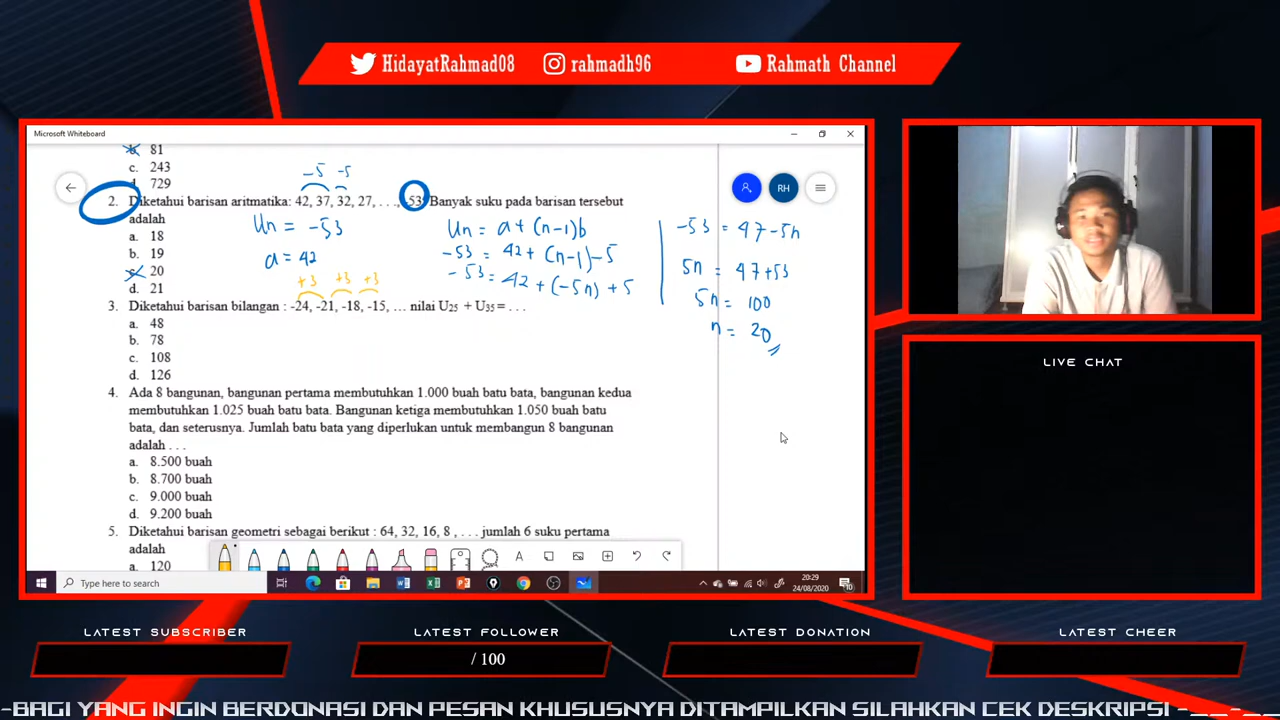 HidayatRahmad08 rahmadh96 Rahmath Channel
Microsoft Whiteboard
b. 81
c. 243
d. 729
-5 -5
2. Diketahui barisan aritmatika: 42, 37, 32, 27, . . ., -53. Banyak suku pada barisan tersebut
adalah
a. 18
b. 19
c. 20
d. 21
Un = -53
a = 42
Un = a + (n-1)b
-53 = 42 + (n-1) -5
-53 = 42 + (-5n) + 5
-53 = 47 - 5n
5n = 47 + 53
5n = 100
n = 20
+3 +3 +3
3. Diketahui barisan bilangan : -24, -21, -18, -15, … nilai U25 + U35 = . . .
a. 48
b. 78
c. 108
d. 126
4. Ada 8 bangunan, bangunan pertama membutuhkan 1.000 buah batu bata, bangunan kedua
membutuhkan 1.025 buah batu bata. Bangunan ketiga membutuhkan 1.050 buah batu
bata, dan seterusnya. Jumlah batu bata yang diperlukan untuk membangun 8 bangunan
adalah . . .
a. 8.500 buah
b. 8.700 buah
c. 9.000 buah
d. 9.200 buah
5. Diketahui barisan geometri sebagai berikut : 64, 32, 16, 8 , . . . jumlah 6 suku pertama
adalah
a. 120
RH
Type here to search
20:29
24/08/2020
LIVE CHAT
LATEST SUBSCRIBER LATEST FOLLOWER LATEST DONATION LATEST CHEER
/ 100
-BAGI YANG INGIN BERDONASI DAN PESAN KHUSUSNYA DITAMPILKAN SILAHKAN CEK DESKRIPSI -